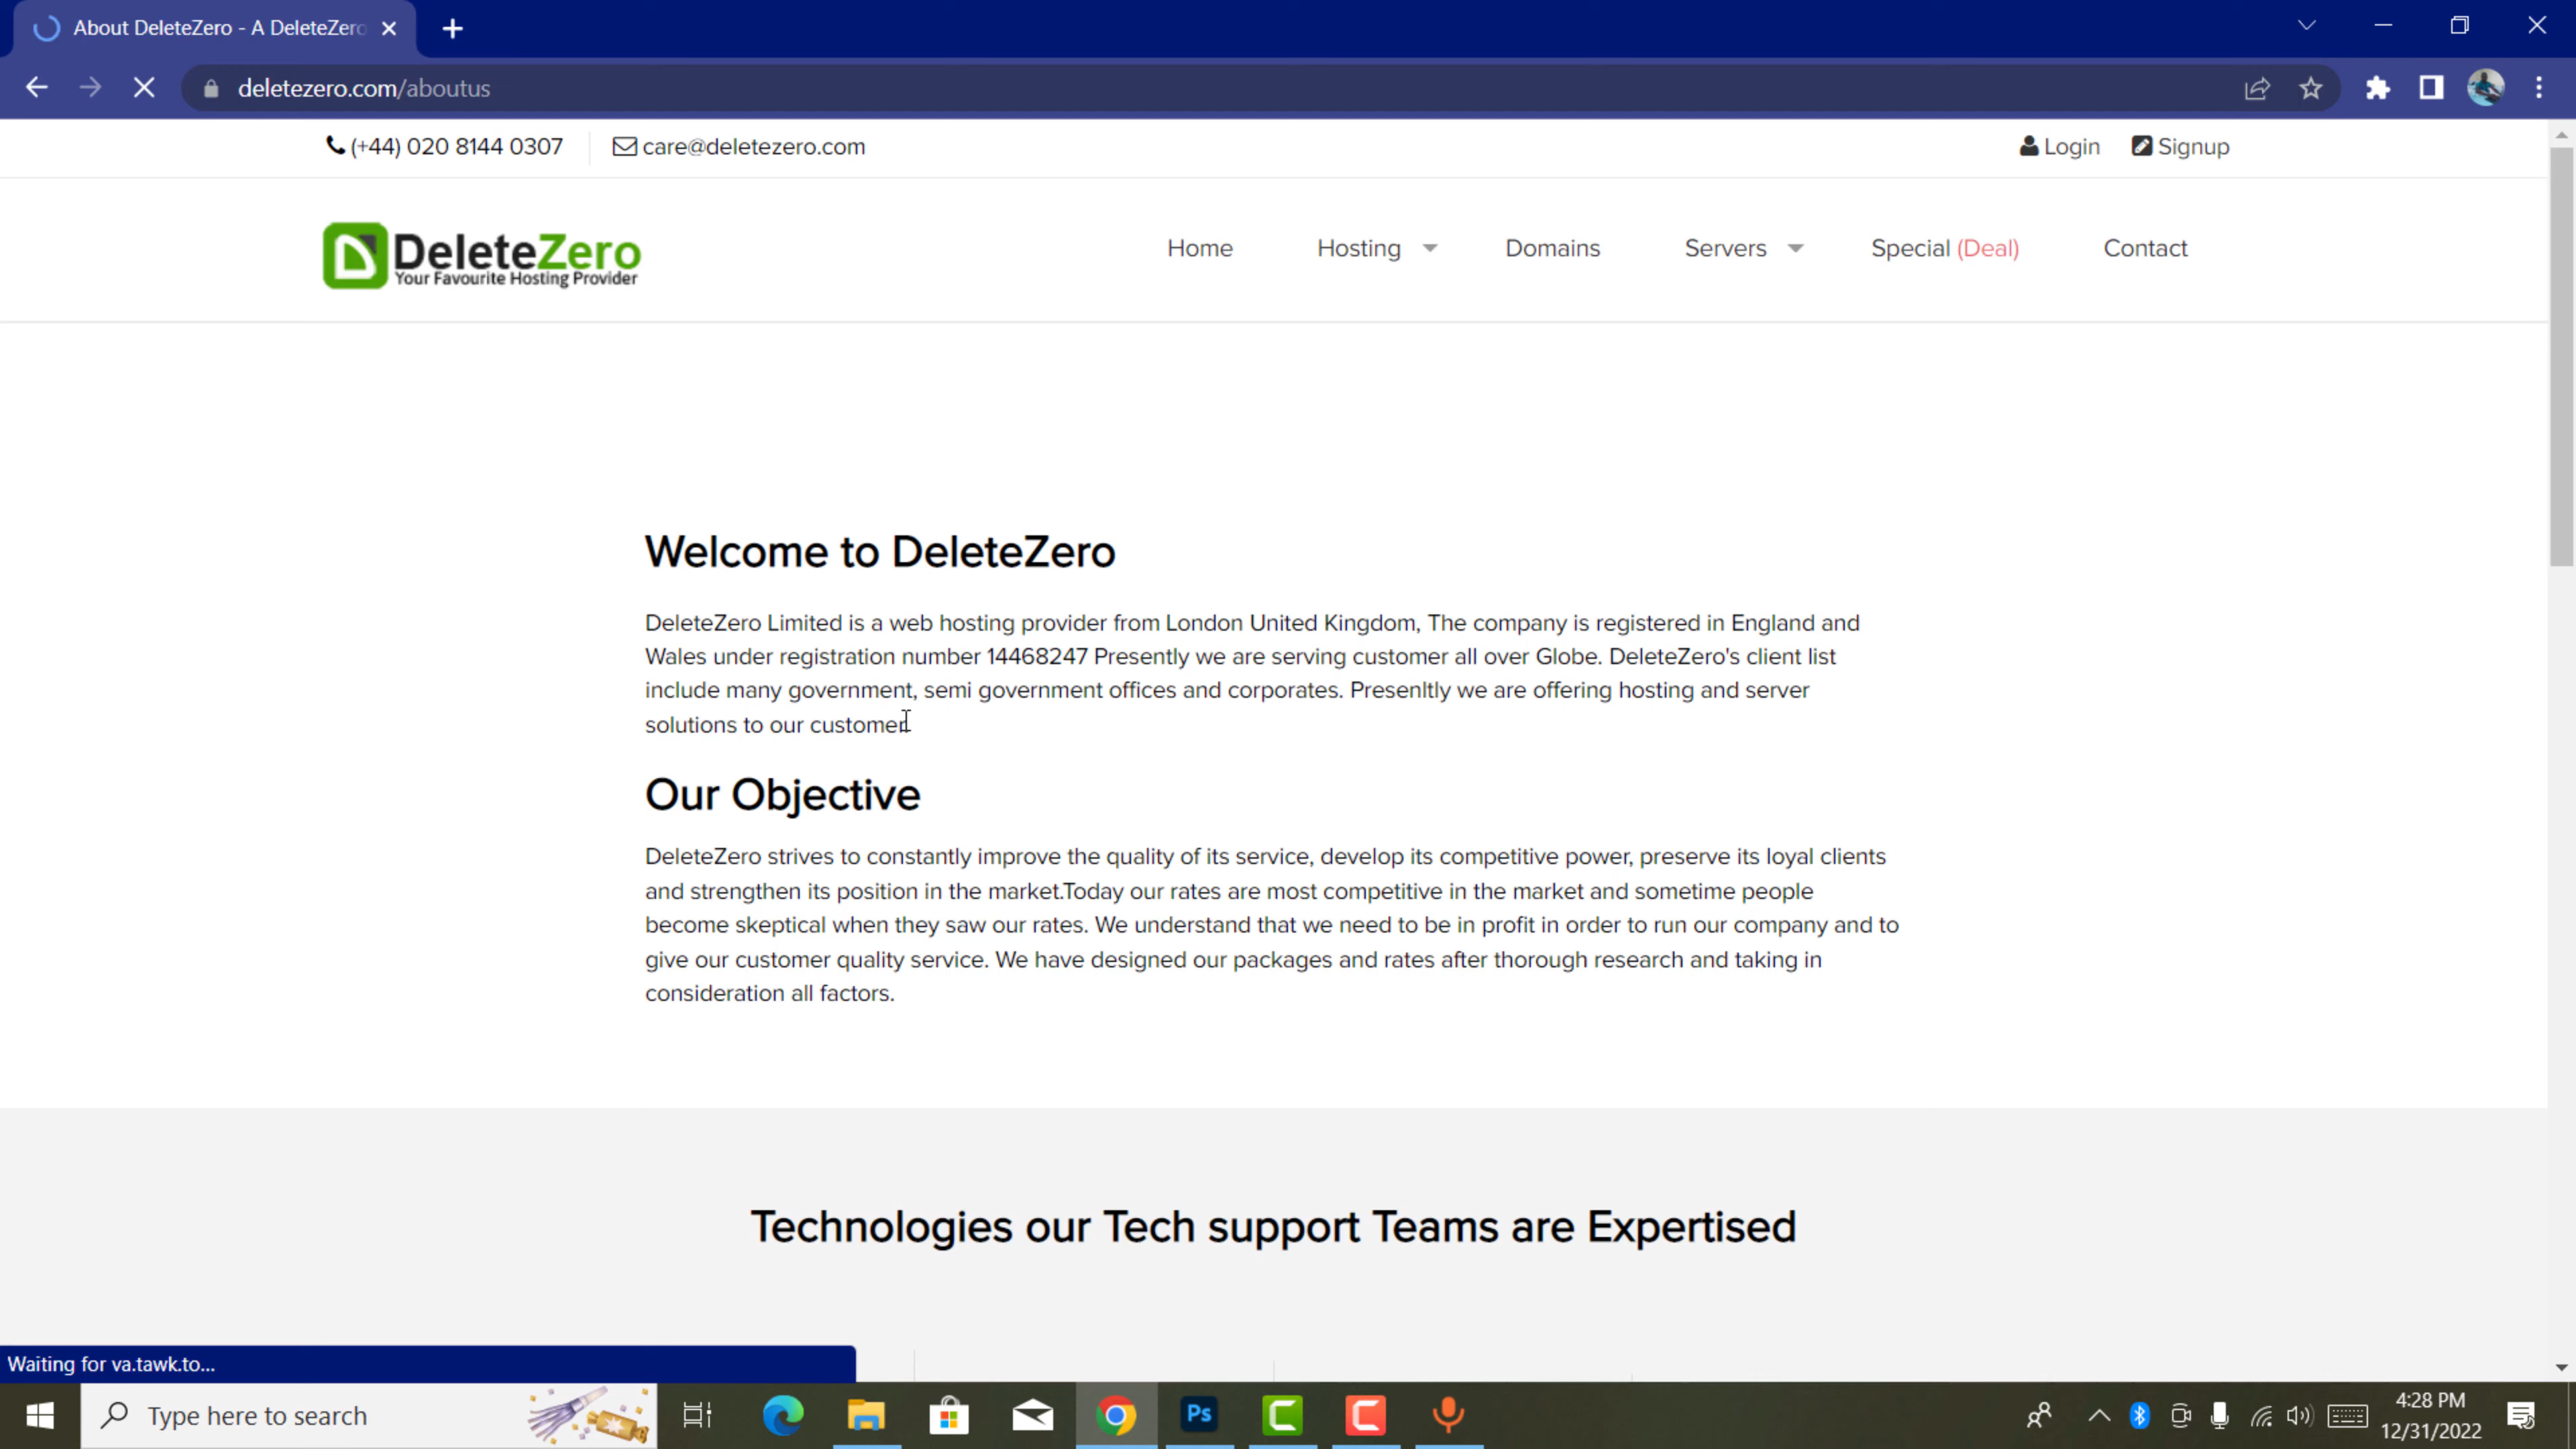 About DeleteZero - A DeleteZero
deletezero.com/aboutus
(+44) 020 8144 0307
care@deletezero.com
Login
Signup
DeleteZero
Your Favourite Hosting Provider
Home
Hosting
Domains
Servers
Special (Deal)
Contact
Welcome to DeleteZero
DeleteZero Limited is a web hosting provider from London United Kingdom, The company is registered in England and
Wales under registration number 14468247 Presently we are serving customer all over Globe. DeleteZero's client list
include many government, semi government offices and corporates. Presenltly we are offering hosting and server
solutions to our customer.
Our Objective
DeleteZero strives to constantly improve the quality of its service, develop its competitive power, preserve its loyal clients
and strengthen its position in the market.Today our rates are most competitive in the market and sometime people
become skeptical when they saw our rates. We understand that we need to be in profit in order to run our company and to
give our customer quality service. We have designed our packages and rates after thorough research and taking in
consideration all factors.
Technologies our Tech support Teams are Expertised
Waiting for va.tawk.to...
Type here to search
Ps
4:28 PM
12/31/2022